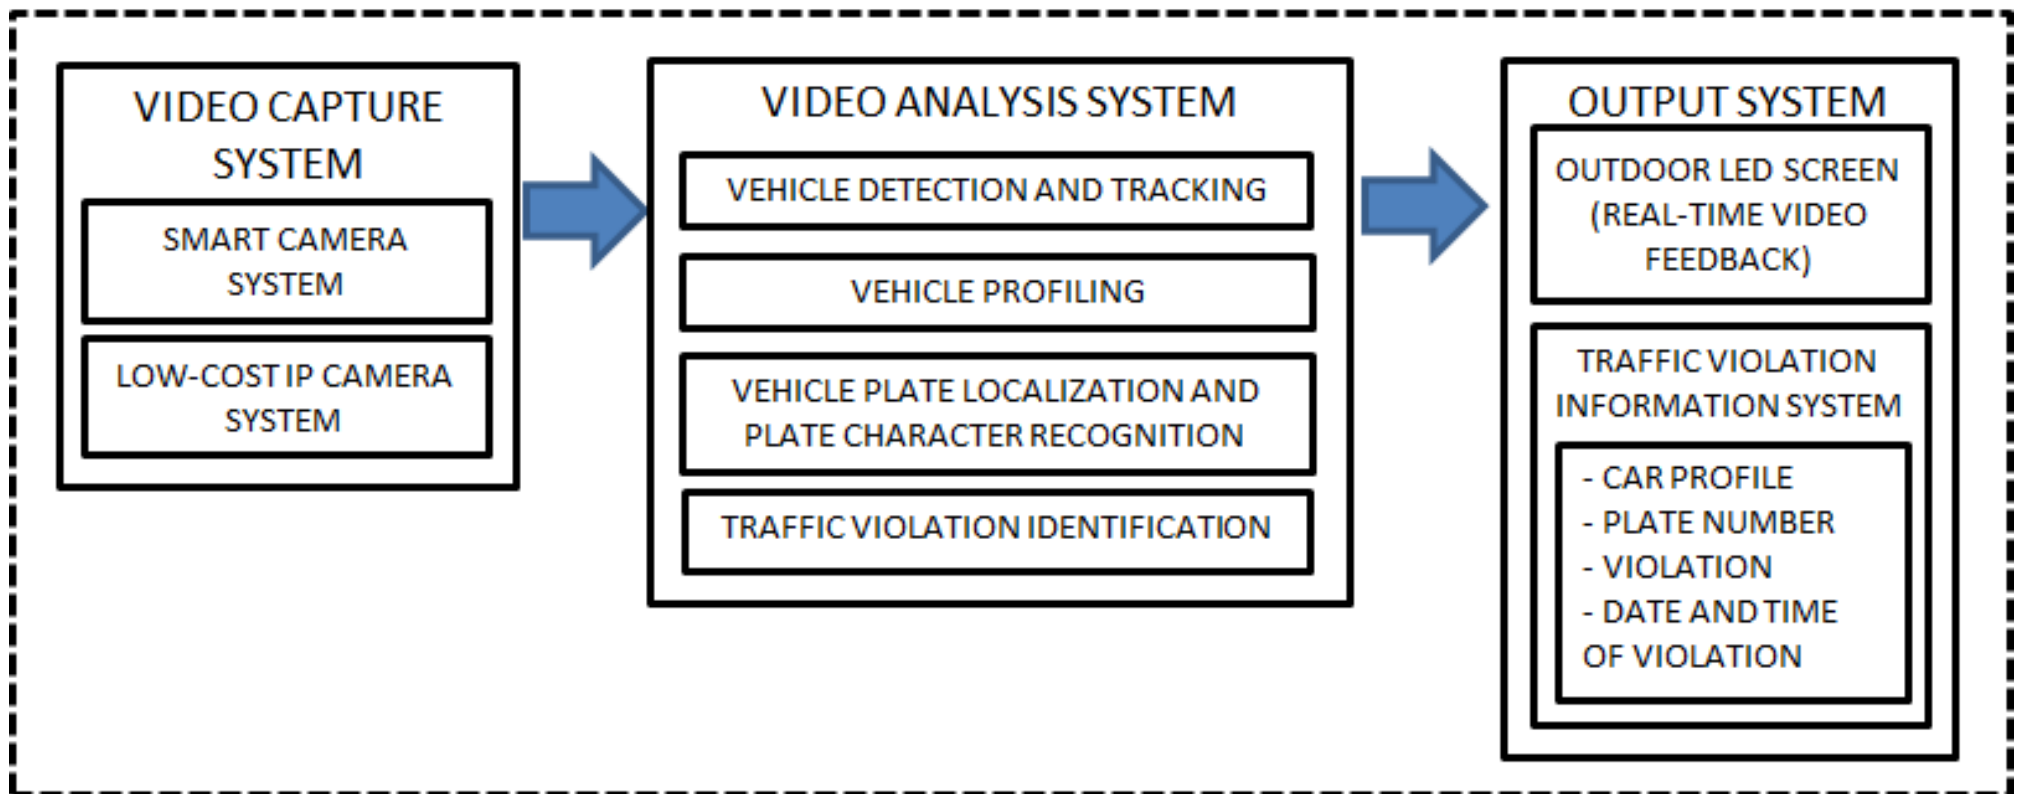 VIDEO CAPTURE
SYSTEM
SMART CAMERA
SYSTEM
LOW-COST IP CAMERA
SYSTEM
VIDEO ANALYSIS SYSTEM
VEHICLE DETECTION AND TRACKING
VEHICLE PROFILING
VEHICLE PLATE LOCALIZATION AND
PLATE CHARACTER RECOGNITION
TRAFFIC VIOLATION IDENTIFICATION
OUTPUT SYSTEM
OUTDOOR LED SCREEN
(REAL-TIME VIDEO
FEEDBACK)
TRAFFIC VIOLATION
INFORMATION SYSTEM
- CAR PROFILE
- PLATE NUMBER
- VIOLATION
- DATE AND TIME
OF VIOLATION